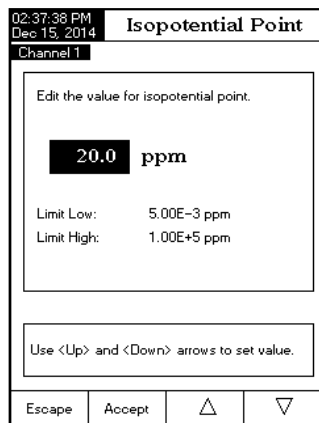 02:37:38 PM
Dec 15, 2014
Isopotential Point
Channel 1
Edit the value for isopotential point.
20.0 ppm
Limit Low: 5.00E-3 ppm
Limit High: 1.00E+5 ppm
Use <Up> and <Down> arrows to set value.
Escape Accept △ ▽